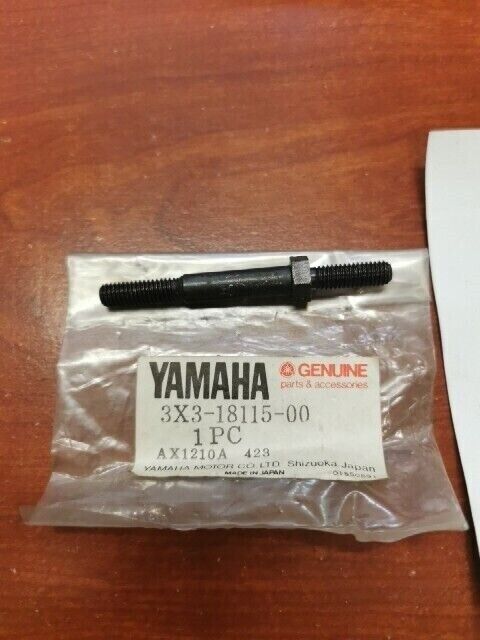 YAMAHA GENUINE
parts & accessories
3X3-18115-00
1PC
AX1210A 423
YAMAHA MOTOR CO., LTD. Shizuoka, Japan
MADE IN JAPAN